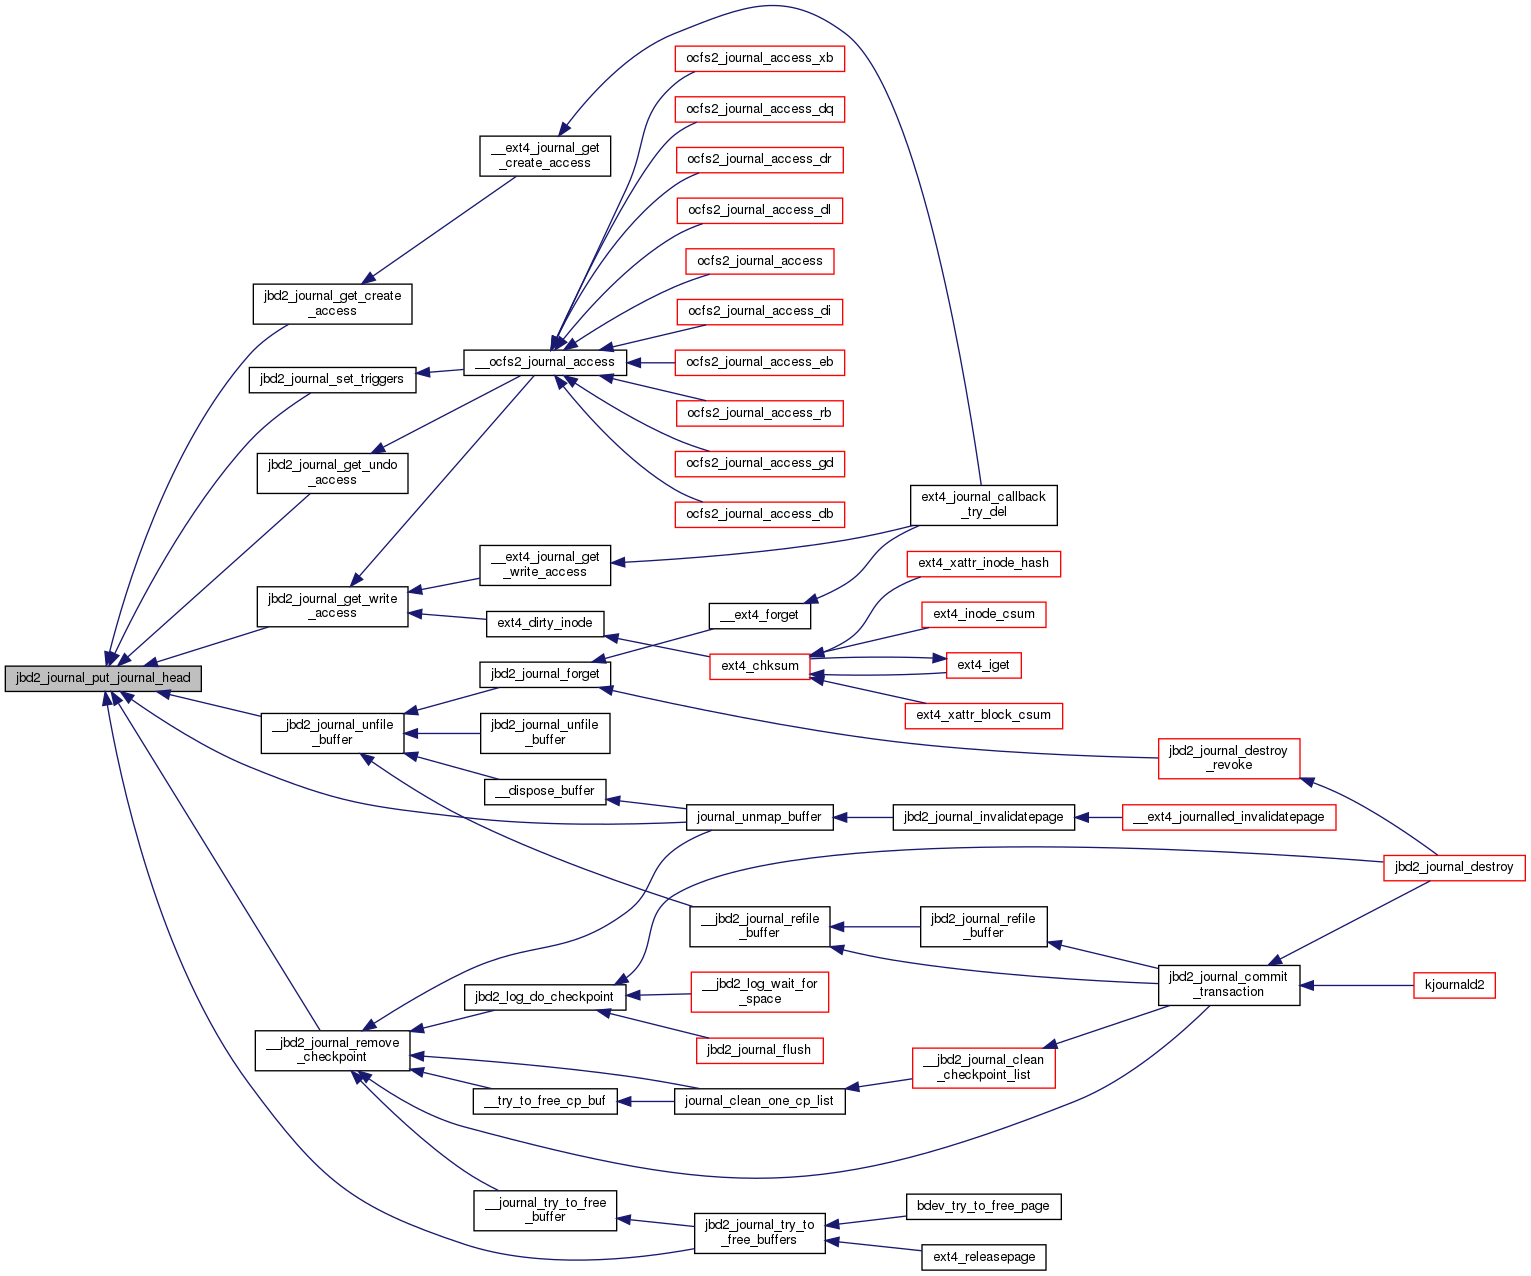 ocfs2_journal_access_xb
ocfs2_journal_access_dq
__ext4_journal_get
_create_access
ocfs2_journal_access_dr
ocfs2_journal_access_dl
ocfs2_journal_access
jbd2_journal_get_create
_access
ocfs2_journal_access_di
__ocfs2_journal_access
ocfs2_journal_access_eb
jbd2_journal_set_triggers
ocfs2_journal_access_rb
jbd2_journal_get_undo
_access
ocfs2_journal_access_gd
ocfs2_journal_access_db
ext4_journal_callback
_try_del
__ext4_journal_get
_write_access
ext4_xattr_inode_hash
jbd2_journal_get_write
_access
ext4_dirty_inode
__ext4_forget
ext4_inode_csum
jbd2_journal_put_journal_head
jbd2_journal_forget
ext4_chksum
ext4_iget
ext4_xattr_block_csum
__jbd2_journal_unfile
_buffer
jbd2_journal_unfile
_buffer
jbd2_journal_destroy
_revoke
__dispose_buffer
journal_unmap_buffer
jbd2_journal_invalidatepage
__ext4_journalled_invalidatepage
jbd2_journal_destroy
__jbd2_journal_refile
_buffer
jbd2_journal_refile
_buffer
jbd2_log_do_checkpoint
__jbd2_log_wait_for
_space
jbd2_journal_commit
_transaction
kjournald2
__jbd2_journal_remove
_checkpoint
jbd2_journal_flush
__jbd2_journal_clean
_checkpoint_list
__try_to_free_cp_buf
journal_clean_one_cp_list
__journal_try_to_free
_buffer
jbd2_journal_try_to
_free_buffers
bdev_try_to_free_page
ext4_releasepage